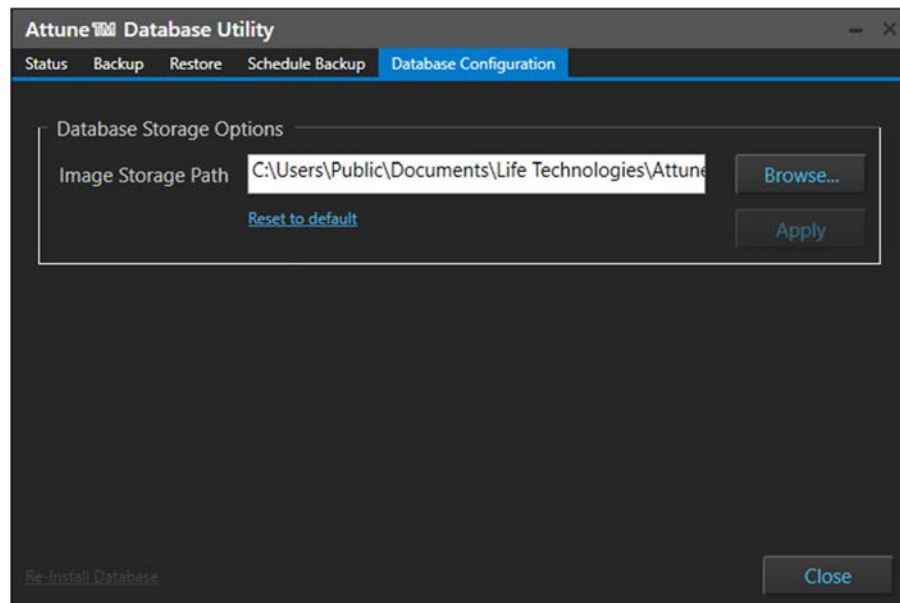 Attune™ Database Utility
Status Backup Restore Schedule Backup Database Configuration
Database Storage Options
Image Storage Path C:\Users\Public\Documents\Life Technologies\Attune Browse...
Reset to default
Apply
Re-Install Database
Close